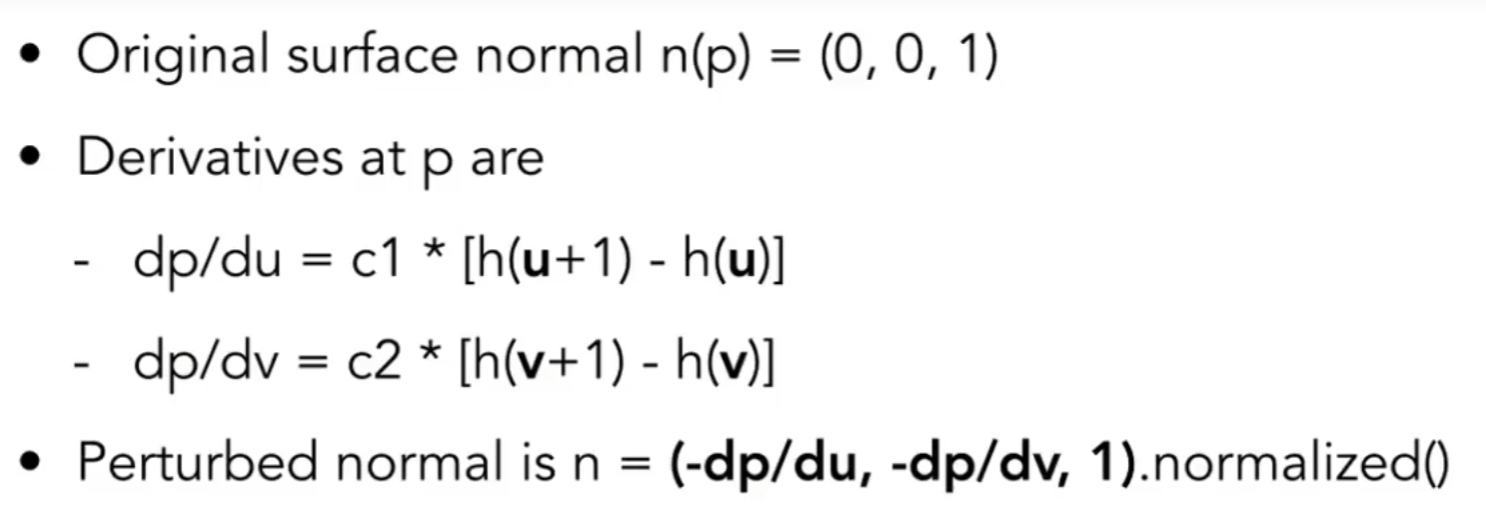 • Original surface normal n(p) = (0, 0, 1)
• Derivatives at p are
- dp/du = c1 * [h(u+1) - h(u)]
- dp/dv = c2 * [h(v+1) - h(v)]
• Perturbed normal is n = (-dp/du, -dp/dv, 1).normalized()